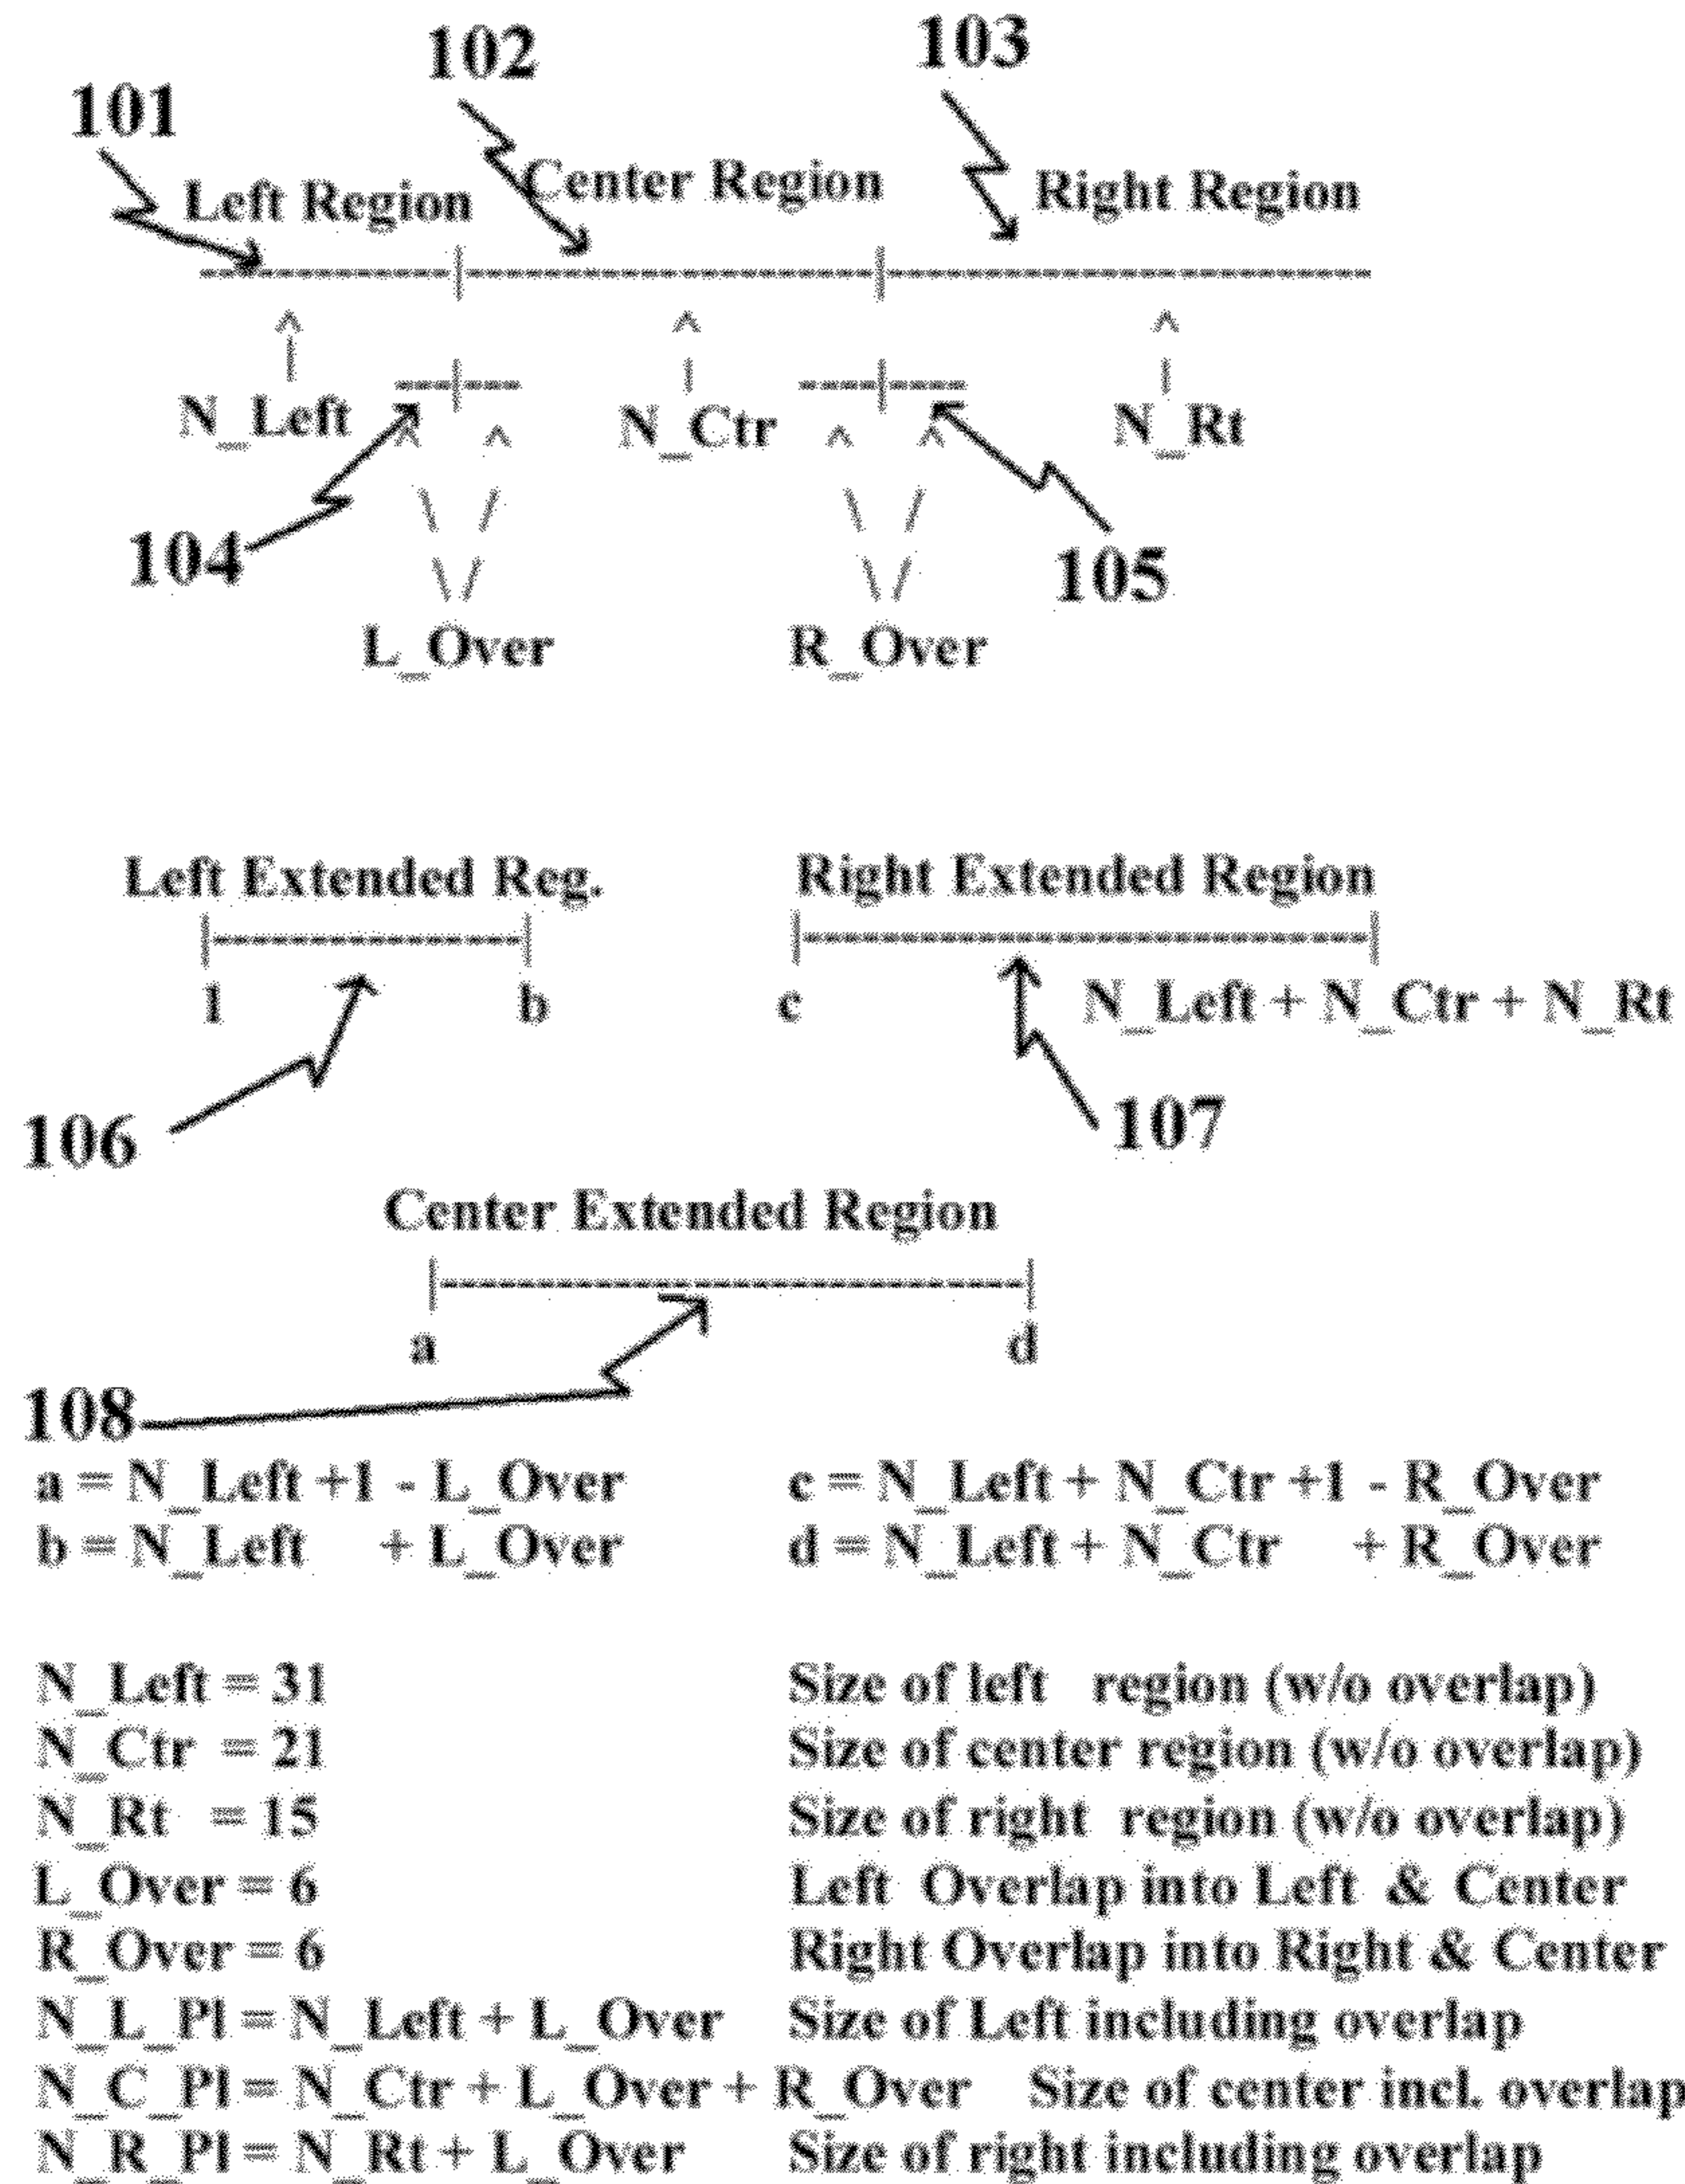 102
103
101
Center Region
Left Region
Right Region
N_Left
N_Ctr
N_Rt
104
105
L_Over
R_Over
Left Extended Reg.
Right Extended Region
1
b
c
N_Left + N_Ctr + N_Rt
106
107
Center Extended Region
a
d
108
a = N_Left +1 - L_Over
c = N_Left + N_Ctr +1 - R_Over
b = N_Left + L_Over
d = N_Left + N_Ctr + R_Over
N_Left = 31 Size of left region (w/o overlap)
N_Ctr = 21 Size of center region (w/o overlap)
N_Rt = 15 Size of right region (w/o overlap)
L_Over = 6 Left Overlap into Left & Center
R_Over = 6 Right Overlap into Right & Center
N_L_Pl = N_Left + L_Over Size of Left including overlap
N_C_Pl = N_Ctr + L_Over + R_Over Size of center incl. overlap
N_R_Pl = N_Rt + L_Over Size of right including overlap